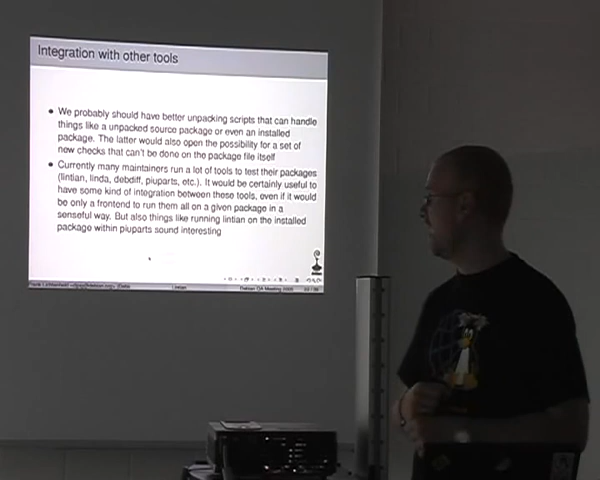 Integration with other tools
We probably should have better unpacking scripts that can handle
things like a unpacked source package or even an installed
package. The latter would also open the possibility for a set of
new checks that can't be done on the package file itself
Currently many maintainers run a lot of tools to test their packages
(lintian, linda, debdiff, piuparts, etc.). It would be certainly useful to
have some kind of integration between these tools, even if it would
be only a frontend to run them all on a given package in a
senseful way. But also things like running lintian on the installed
package within piuparts sound interesting
Lintian
Debian QA Meeting